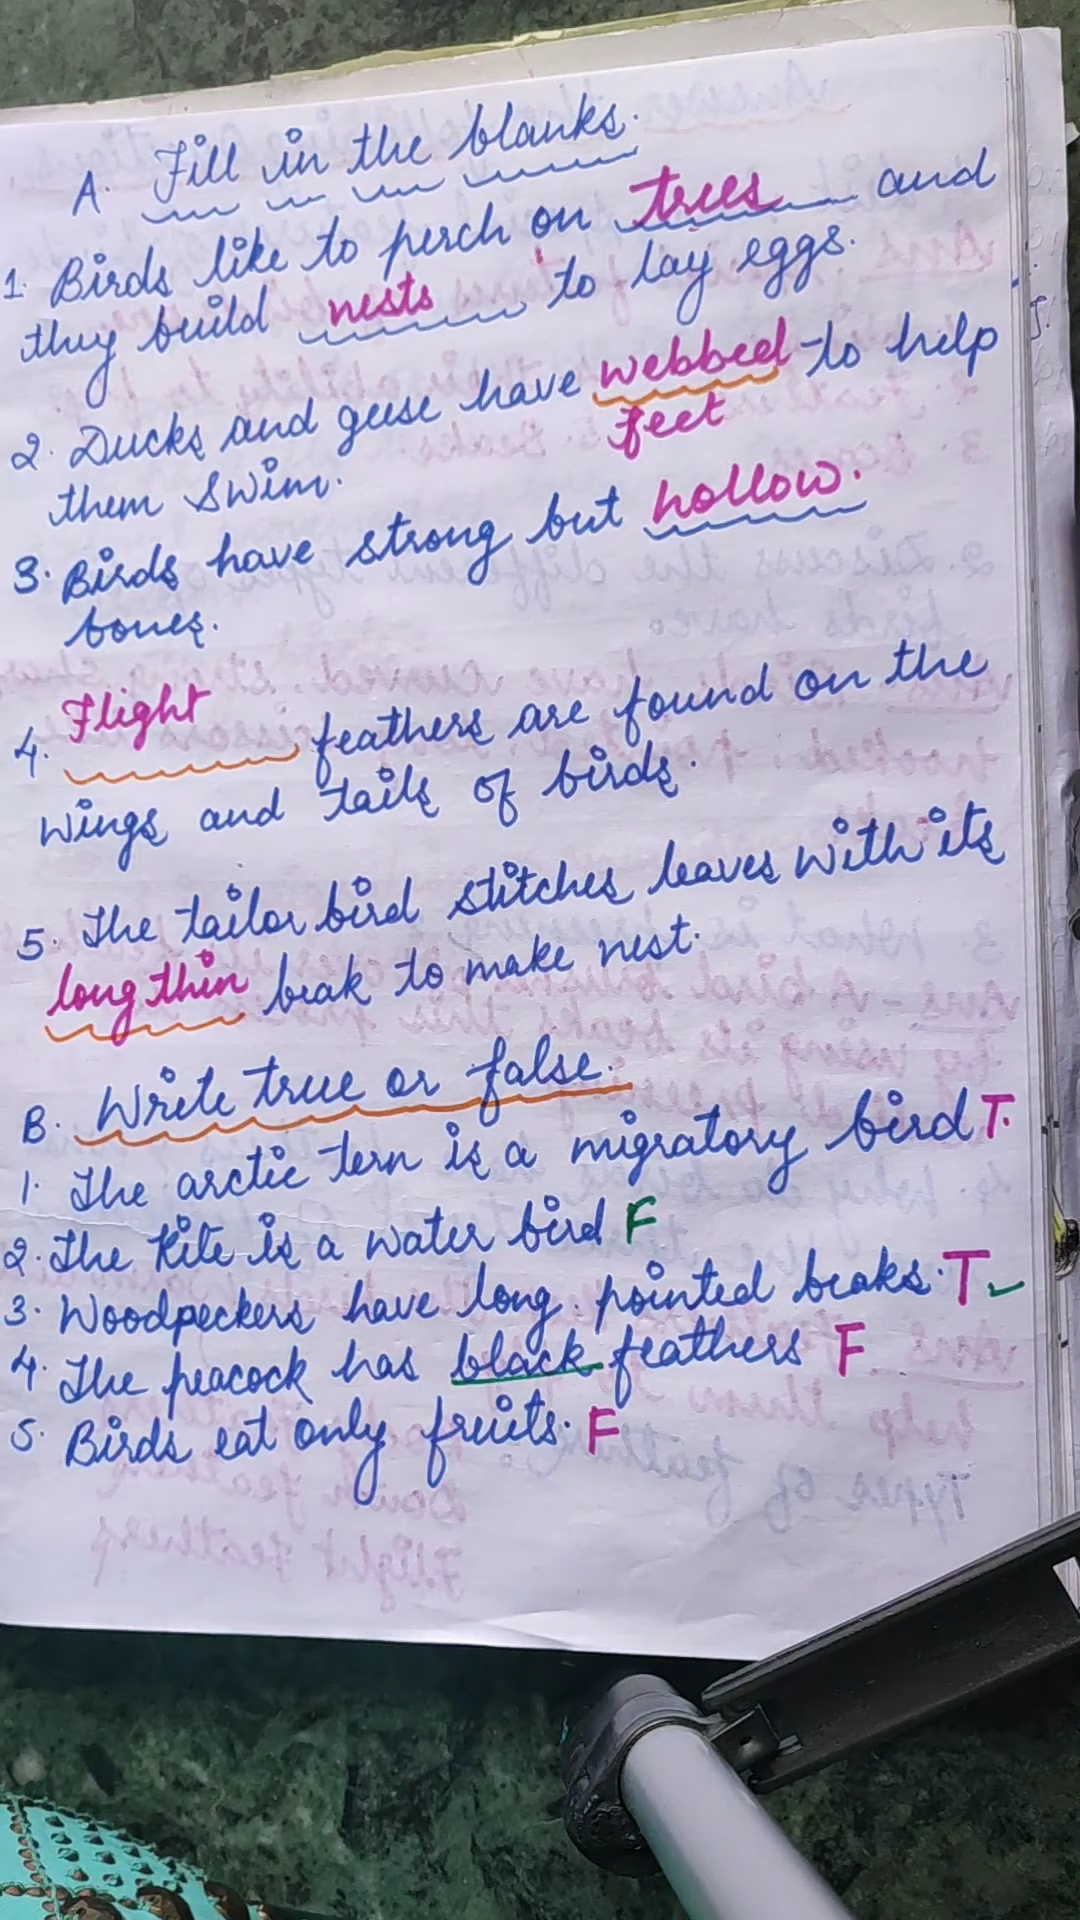 A. Fill in the blanks.
1. Birds like to perch on trees and
they build nests to lay eggs.
2. Ducks and geese have webbed to help
feet
them swim.
3. Birds have strong but hollow.
bones.
4. Flight feathers are found on the
wings and tails of birds.
5. The tailor bird stitches leaves with its
long thin beak to make nest.
B. Write true or false.
1. The arctic tern is a migratory bird T.
2. The Kite is a water bird F
3. Woodpeckers have long pointed beaks. T
4. The peacock has black feathers F
5. Birds eat only fruits. F